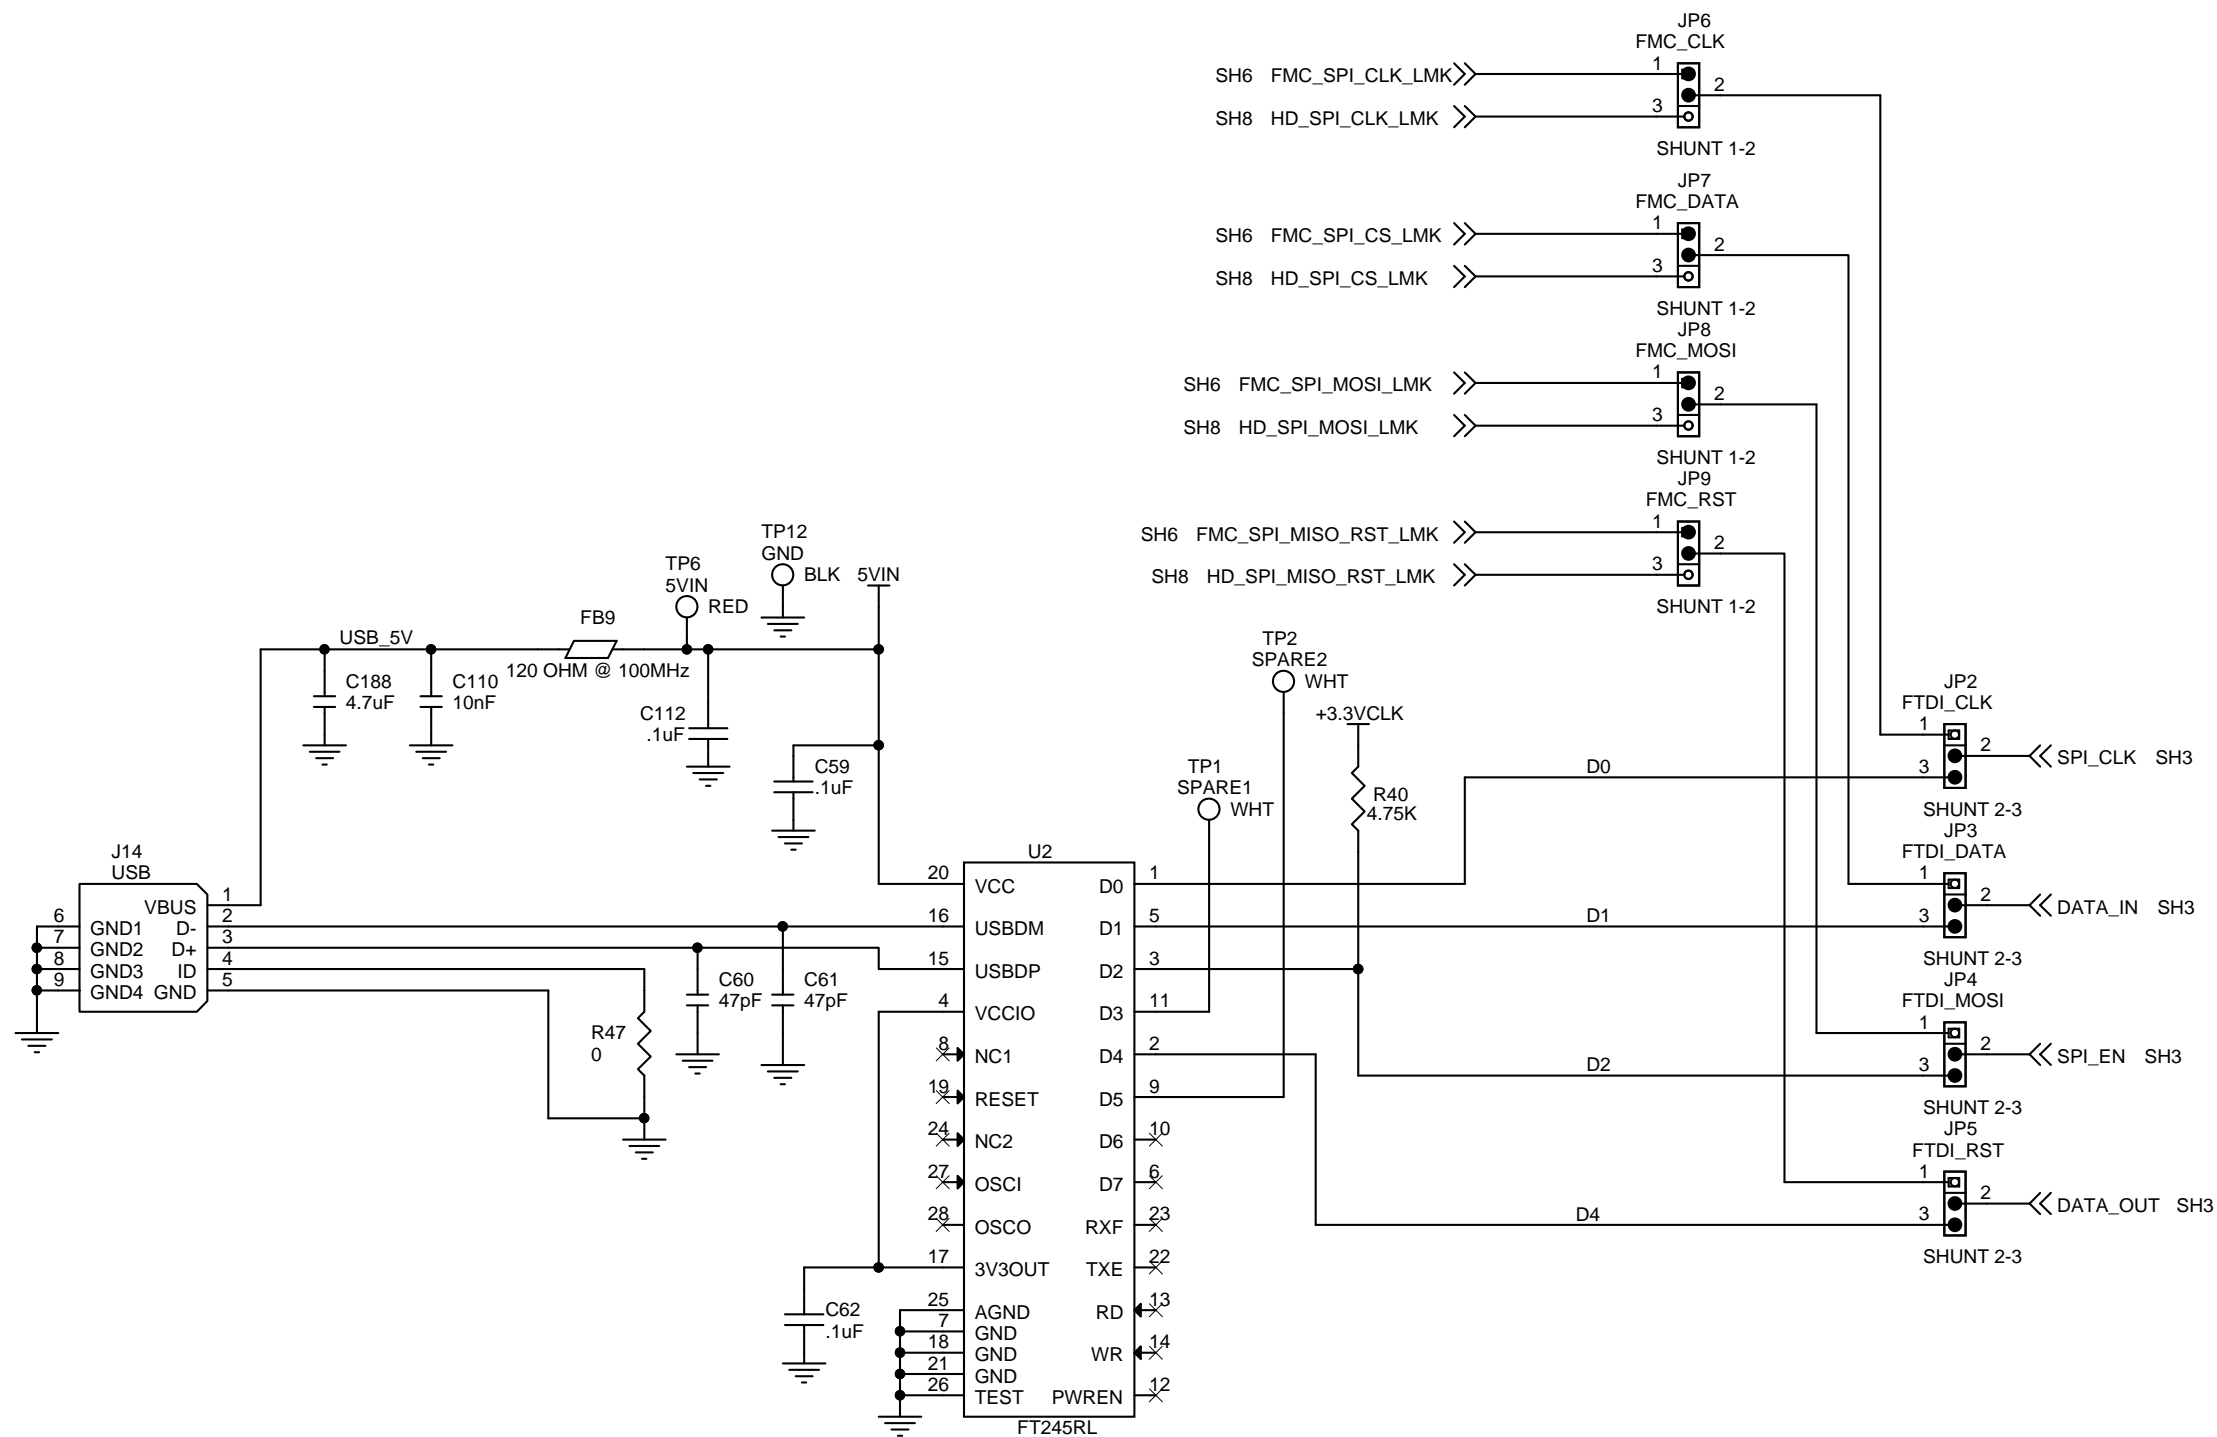 JP6
FMC_CLK
1
SH6 FMC_SPI_CLK_LMK
2
3
SH8 HD_SPI_CLK_LMK
SHUNT 1-2
JP7
FMC_DATA
1
SH6 FMC_SPI_CS_LMK
2
3
SH8 HD_SPI_CS_LMK
SHUNT 1-2
JP8
FMC_MOSI
1
SH6 FMC_SPI_MOSI_LMK
2
3
SH8 HD_SPI_MOSI_LMK
SHUNT 1-2
JP9
FMC_RST
1
SH6 FMC_SPI_MISO_RST_LMK
2
3
SH8 HD_SPI_MISO_RST_LMK
SHUNT 1-2
TP12
GND
BLK
5VIN
TP6
5VIN
RED
FB9
120 OHM @ 100MHz
USB_5V
C188
4.7uF
C110
10nF
C112
.1uF
C59
.1uF
TP2
SPARE2
WHT
+3.3VCLK
TP1
SPARE1
WHT
R40
4.75K
JP2
FTDI_CLK
1
2
SPI_CLK SH3
D0
3
SHUNT 2-3
JP3
FTDI_DATA
1
2
DATA_IN SH3
D1
3
SHUNT 2-3
JP4
FTDI_MOSI
1
2
SPI_EN SH3
D2
3
SHUNT 2-3
JP5
FTDI_RST
1
2
DATA_OUT SH3
D4
3
SHUNT 2-3
J14
USB
VBUS 1
6 GND1 D- 2
7 GND2 D+ 3
8 GND3 ID 4
9 GND4 GND 5
R47
0
C60
47pF
C61
47pF
C62
.1uF
U2
20 VCC D0 1
16 USBDM D1 5
15 USBDP D2 3
4 VCCIO D3 11
8 NC1 D4 2
19 RESET D5 9
24 NC2 D6 10
27 OSCI D7 6
28 OSCO RXF 23
17 3V3OUT TXE 22
25 AGND RD 13
7 GND
18 GND WR 14
21 GND
26 TEST PWREN 12
FT245RL